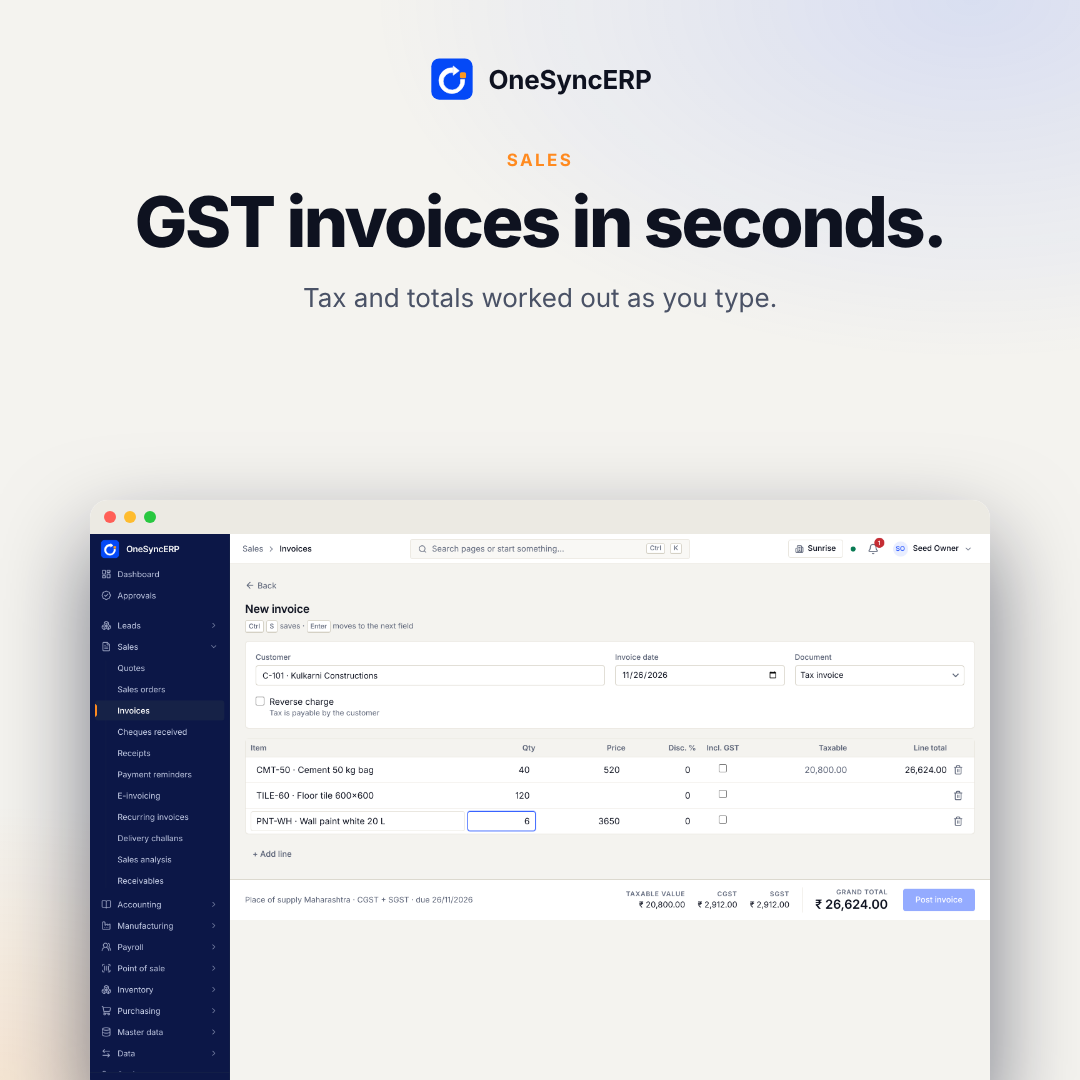 OneSyncERP
SALES
GST invoices in seconds.
Tax and totals worked out as you type.
OneSyncERP
Dashboard
Approvals
Leads
Sales
Quotes
Sales orders
Invoices
Cheques received
Receipts
Payment reminders
E-invoicing
Recurring invoices
Delivery challans
Sales analysis
Receivables
Accounting
Manufacturing
Payroll
Point of sale
Inventory
Purchasing
Master data
Data
Sales > Invoices
Search pages or start something... Ctrl K
Sunrise
1
SO Seed Owner
Back
New invoice
Ctrl S saves · Enter moves to the next field
Customer Invoice date Document
C-101 · Kulkarni Constructions 11/26/2026 Tax invoice
Reverse charge
Tax is payable by the customer
Item Qty Price Disc. % Incl. GST Taxable Line total
CMT-50 · Cement 50 kg bag 40 520 0 20,800.00 26,624.00
TILE-60 · Floor tile 600×600 120 0
PNT-WH · Wall paint white 20 L 6 3650 0
+ Add line
Place of supply Maharashtra · CGST + SGST · due 26/11/2026
TAXABLE VALUE CGST SGST GRAND TOTAL
₹ 20,800.00 ₹ 2,912.00 ₹ 2,912.00 ₹ 26,624.00
Post invoice